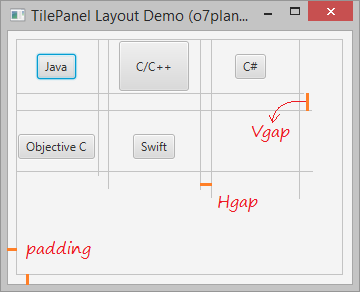 TilePanel Layout Demo (o7plan
Java
C/C++
C#
Vgap
Objective C
Swift
Hgap
padding